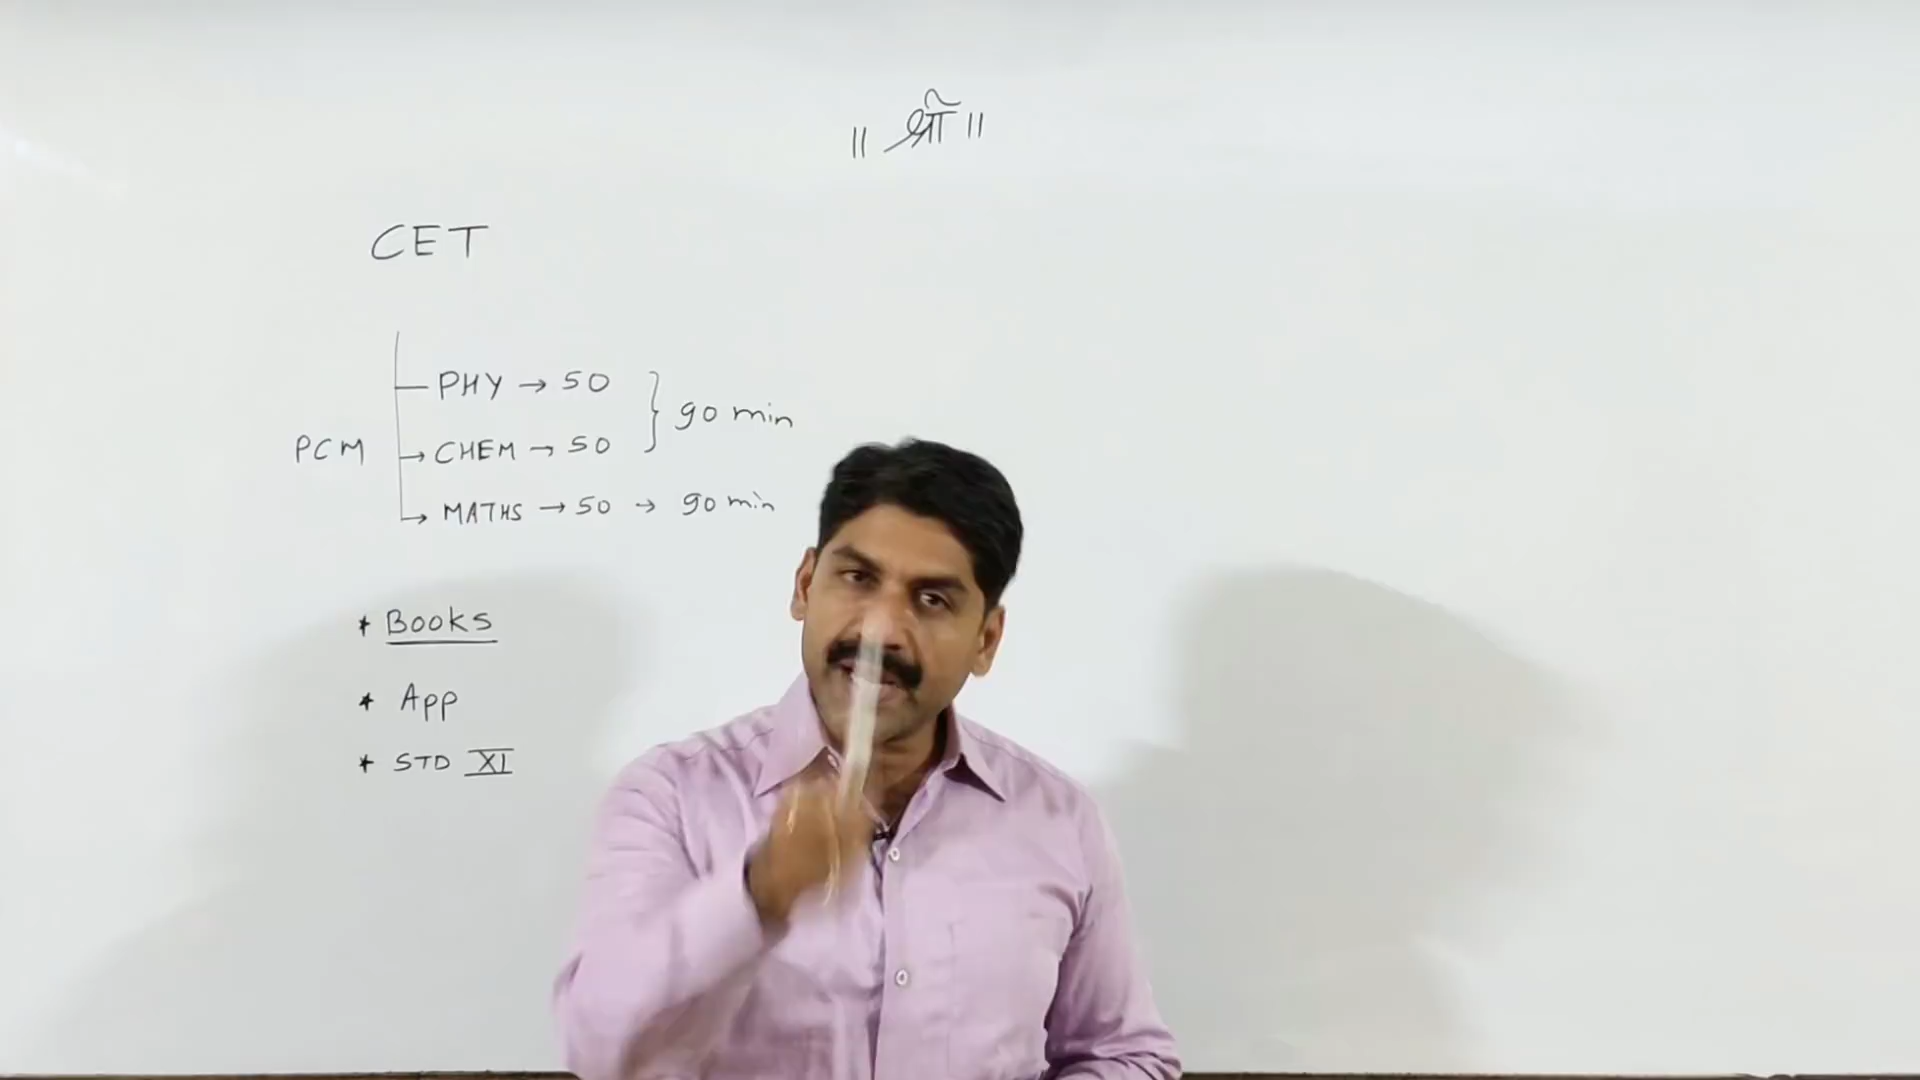 ॥ श्री ॥
CET
PHY → 50
90 min
PCM
CHEM → 50
MATHS → 50 → 90 min
* Books
* App
* STD XI